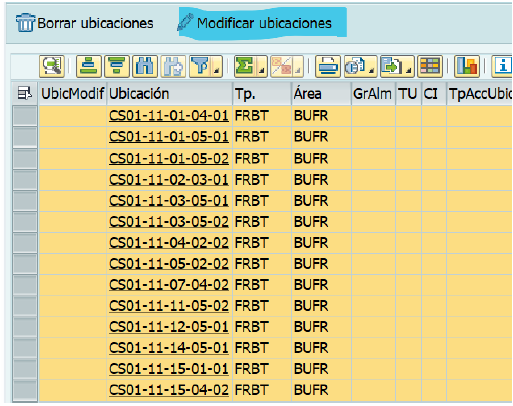 Borrar ubicaciones Modificar ubicaciones
UbicModif Ubicación Tp. Área GrAlm TU CI TpAccUbic
CS01-11-01-04-01 FRBT BUFR
CS01-11-01-05-01 FRBT BUFR
CS01-11-01-05-02 FRBT BUFR
CS01-11-02-03-01 FRBT BUFR
CS01-11-03-05-01 FRBT BUFR
CS01-11-03-05-02 FRBT BUFR
CS01-11-04-02-02 FRBT BUFR
CS01-11-05-02-02 FRBT BUFR
CS01-11-07-04-02 FRBT BUFR
CS01-11-11-05-02 FRBT BUFR
CS01-11-12-05-01 FRBT BUFR
CS01-11-14-05-01 FRBT BUFR
CS01-11-15-01-01 FRBT BUFR
CS01-11-15-04-02 FRBT BUFR